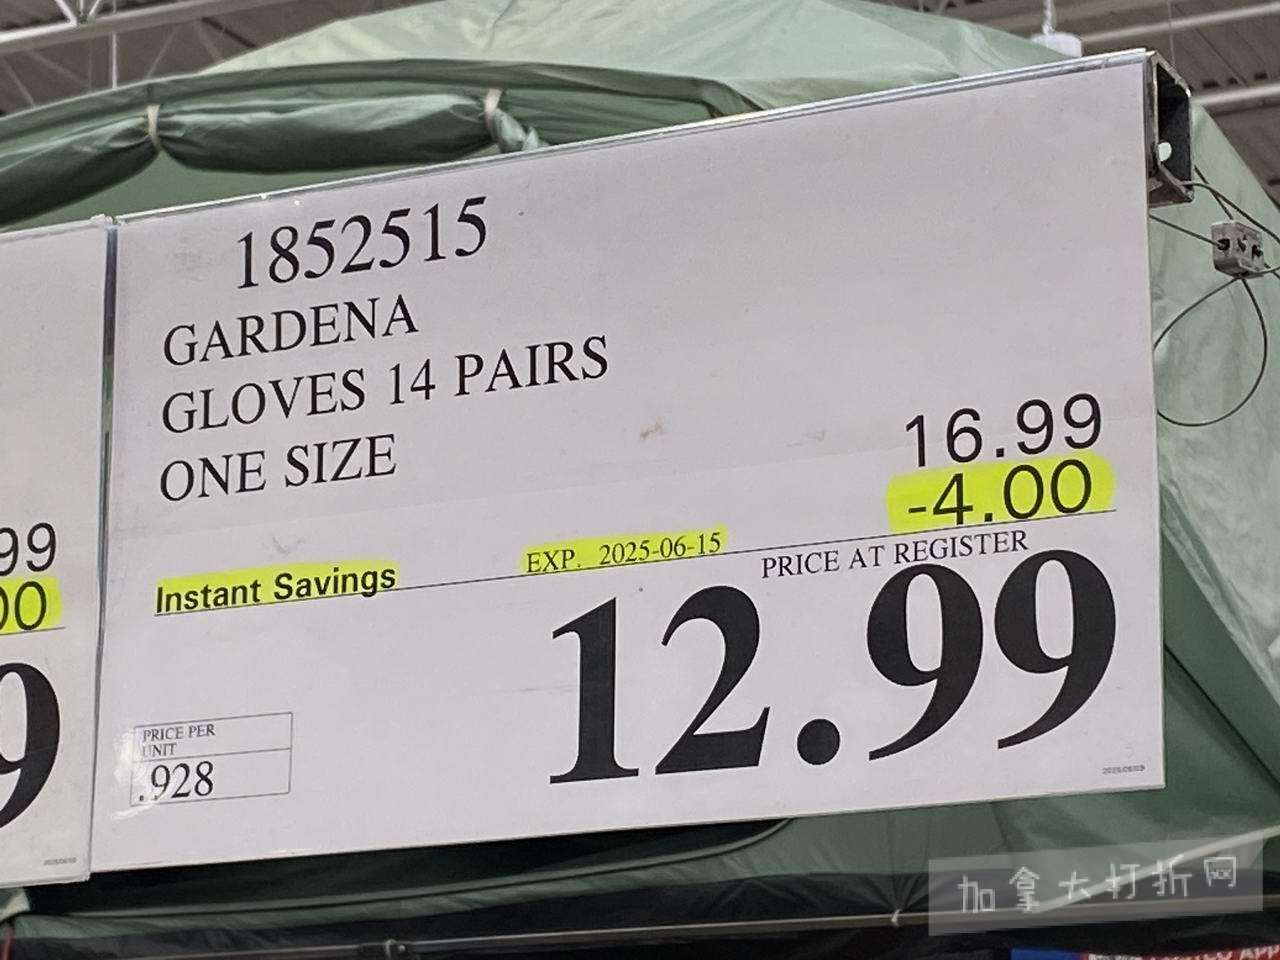 1852515
GARDENA
GLOVES 14 PAIRS
ONE SIZE
16.99
-4.00
Instant Savings
EXP. 2025-06-15
PRICE AT REGISTER
12.99
PRICE PER
UNIT
.928
99
00
9
加拿大打折网